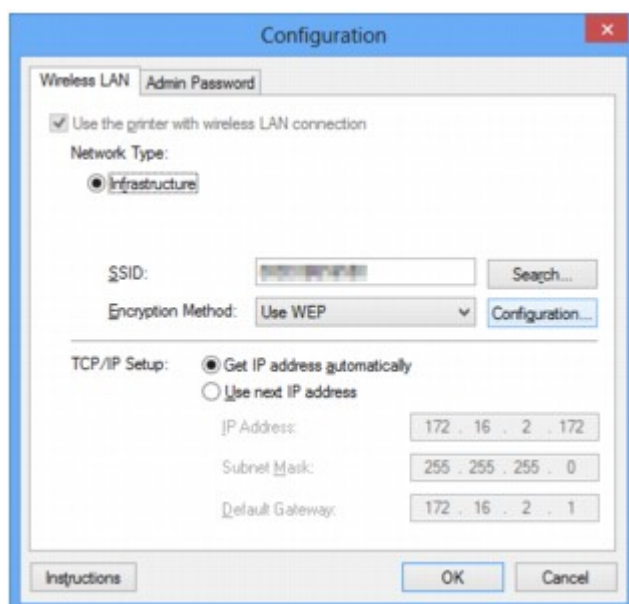 Configuration
Wireless LAN Admin Password
Use the printer with wireless LAN connection
Network Type:
Infrastructure
SSID: Search...
Encryption Method: Use WEP Configuration...
TCP/IP Setup: Get IP address automatically
Use next IP address
IP Address: 172 . 16 . 2 . 172
Subnet Mask: 255 . 255 . 255 . 0
Default Gateway: 172 . 16 . 2 . 1
Instructions OK Cancel